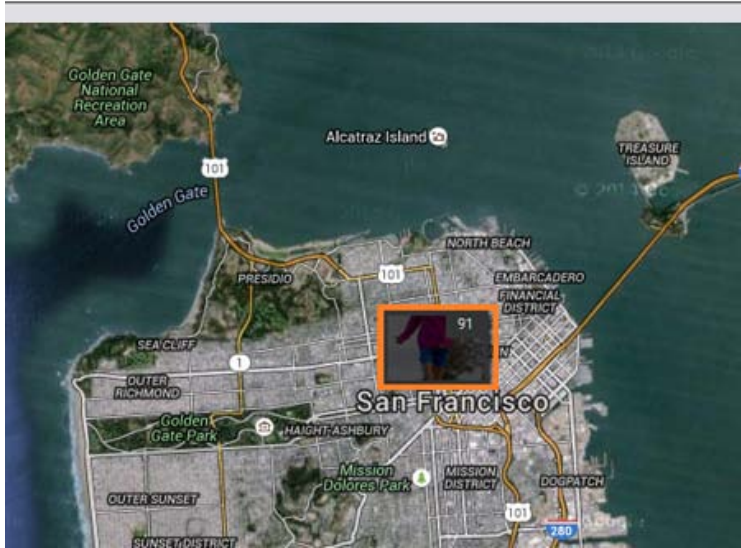 Golden Gate
National
Recreation
Area
Alcatraz Island
TREASURE
ISLAND
101
Golden Gate
NORTH BEACH
101
PRESIDIO
EMBARCADERO
FINANCIAL
DISTRICT
91
SEA CLIFF
1
OUTER
RICHMOND
San Francisco
Golden
Gate Park
HAIGHT-ASHBURY
Mission
Dolores Park
MISSION
DISTRICT
DOGPATCH
OUTER SUNSET
101
280
SUNSET DISTRICT